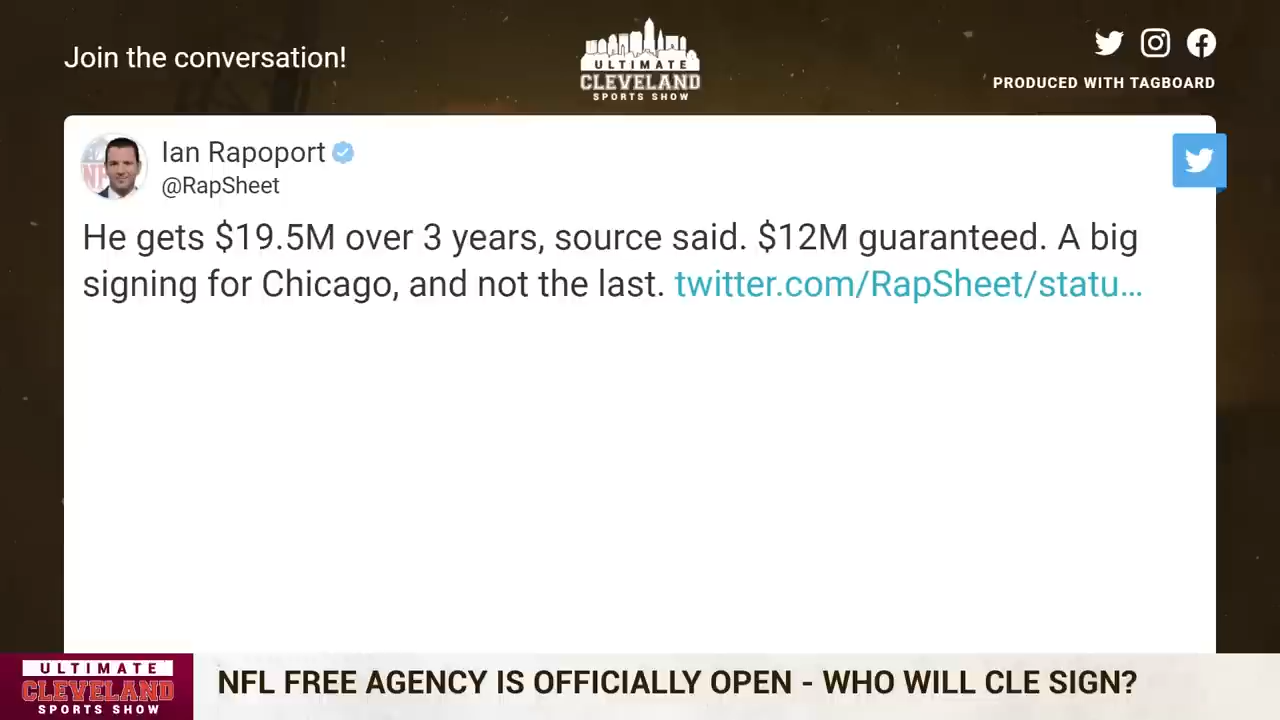 Join the conversation!
ULTIMATE
CLEVELAND
SPORTS SHOW
PRODUCED WITH TAGBOARD
Ian Rapoport
@RapSheet
He gets $19.5M over 3 years, source said. $12M guaranteed. A big
signing for Chicago, and not the last. twitter.com/RapSheet/statu…
ULTIMATE
CLEVELAND
SPORTS SHOW
NFL FREE AGENCY IS OFFICIALLY OPEN - WHO WILL CLE SIGN?